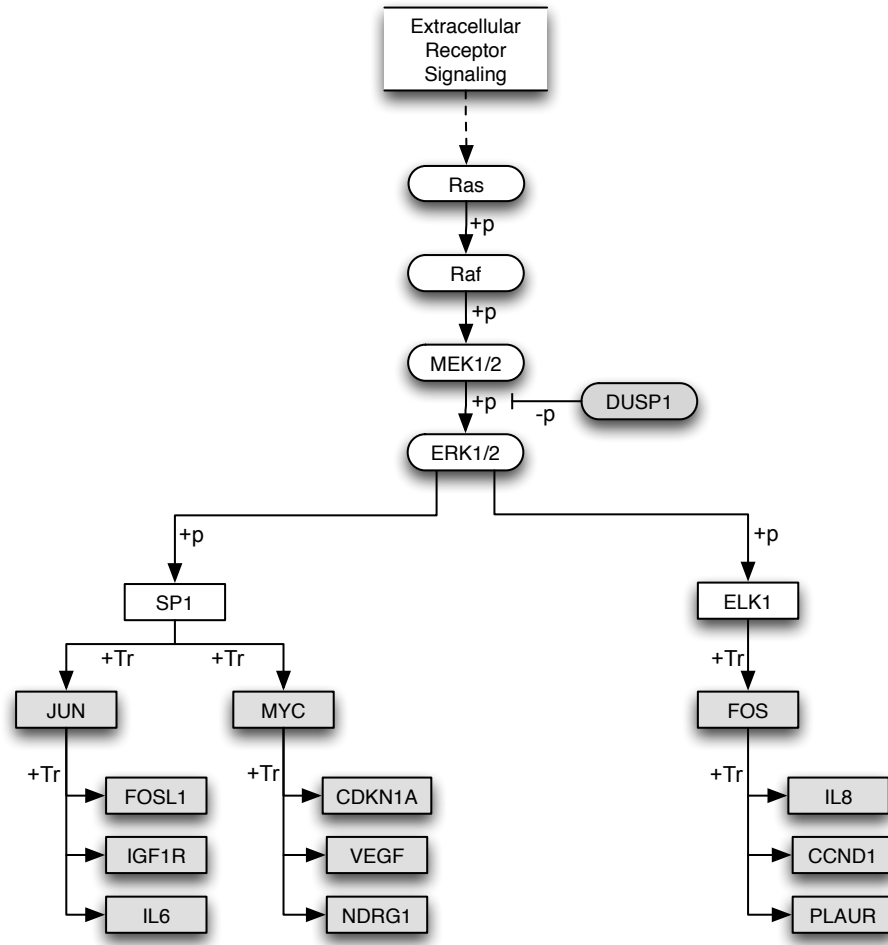 Extracellular
Receptor
Signaling
Ras
+p
Raf
+p
MEK1/2
+p
-p
DUSP1
ERK1/2
+p
+p
SP1
ELK1
+Tr
+Tr
+Tr
JUN
MYC
FOS
+Tr
+Tr
+Tr
FOSL1
CDKN1A
IL8
IGF1R
VEGF
CCND1
IL6
NDRG1
PLAUR